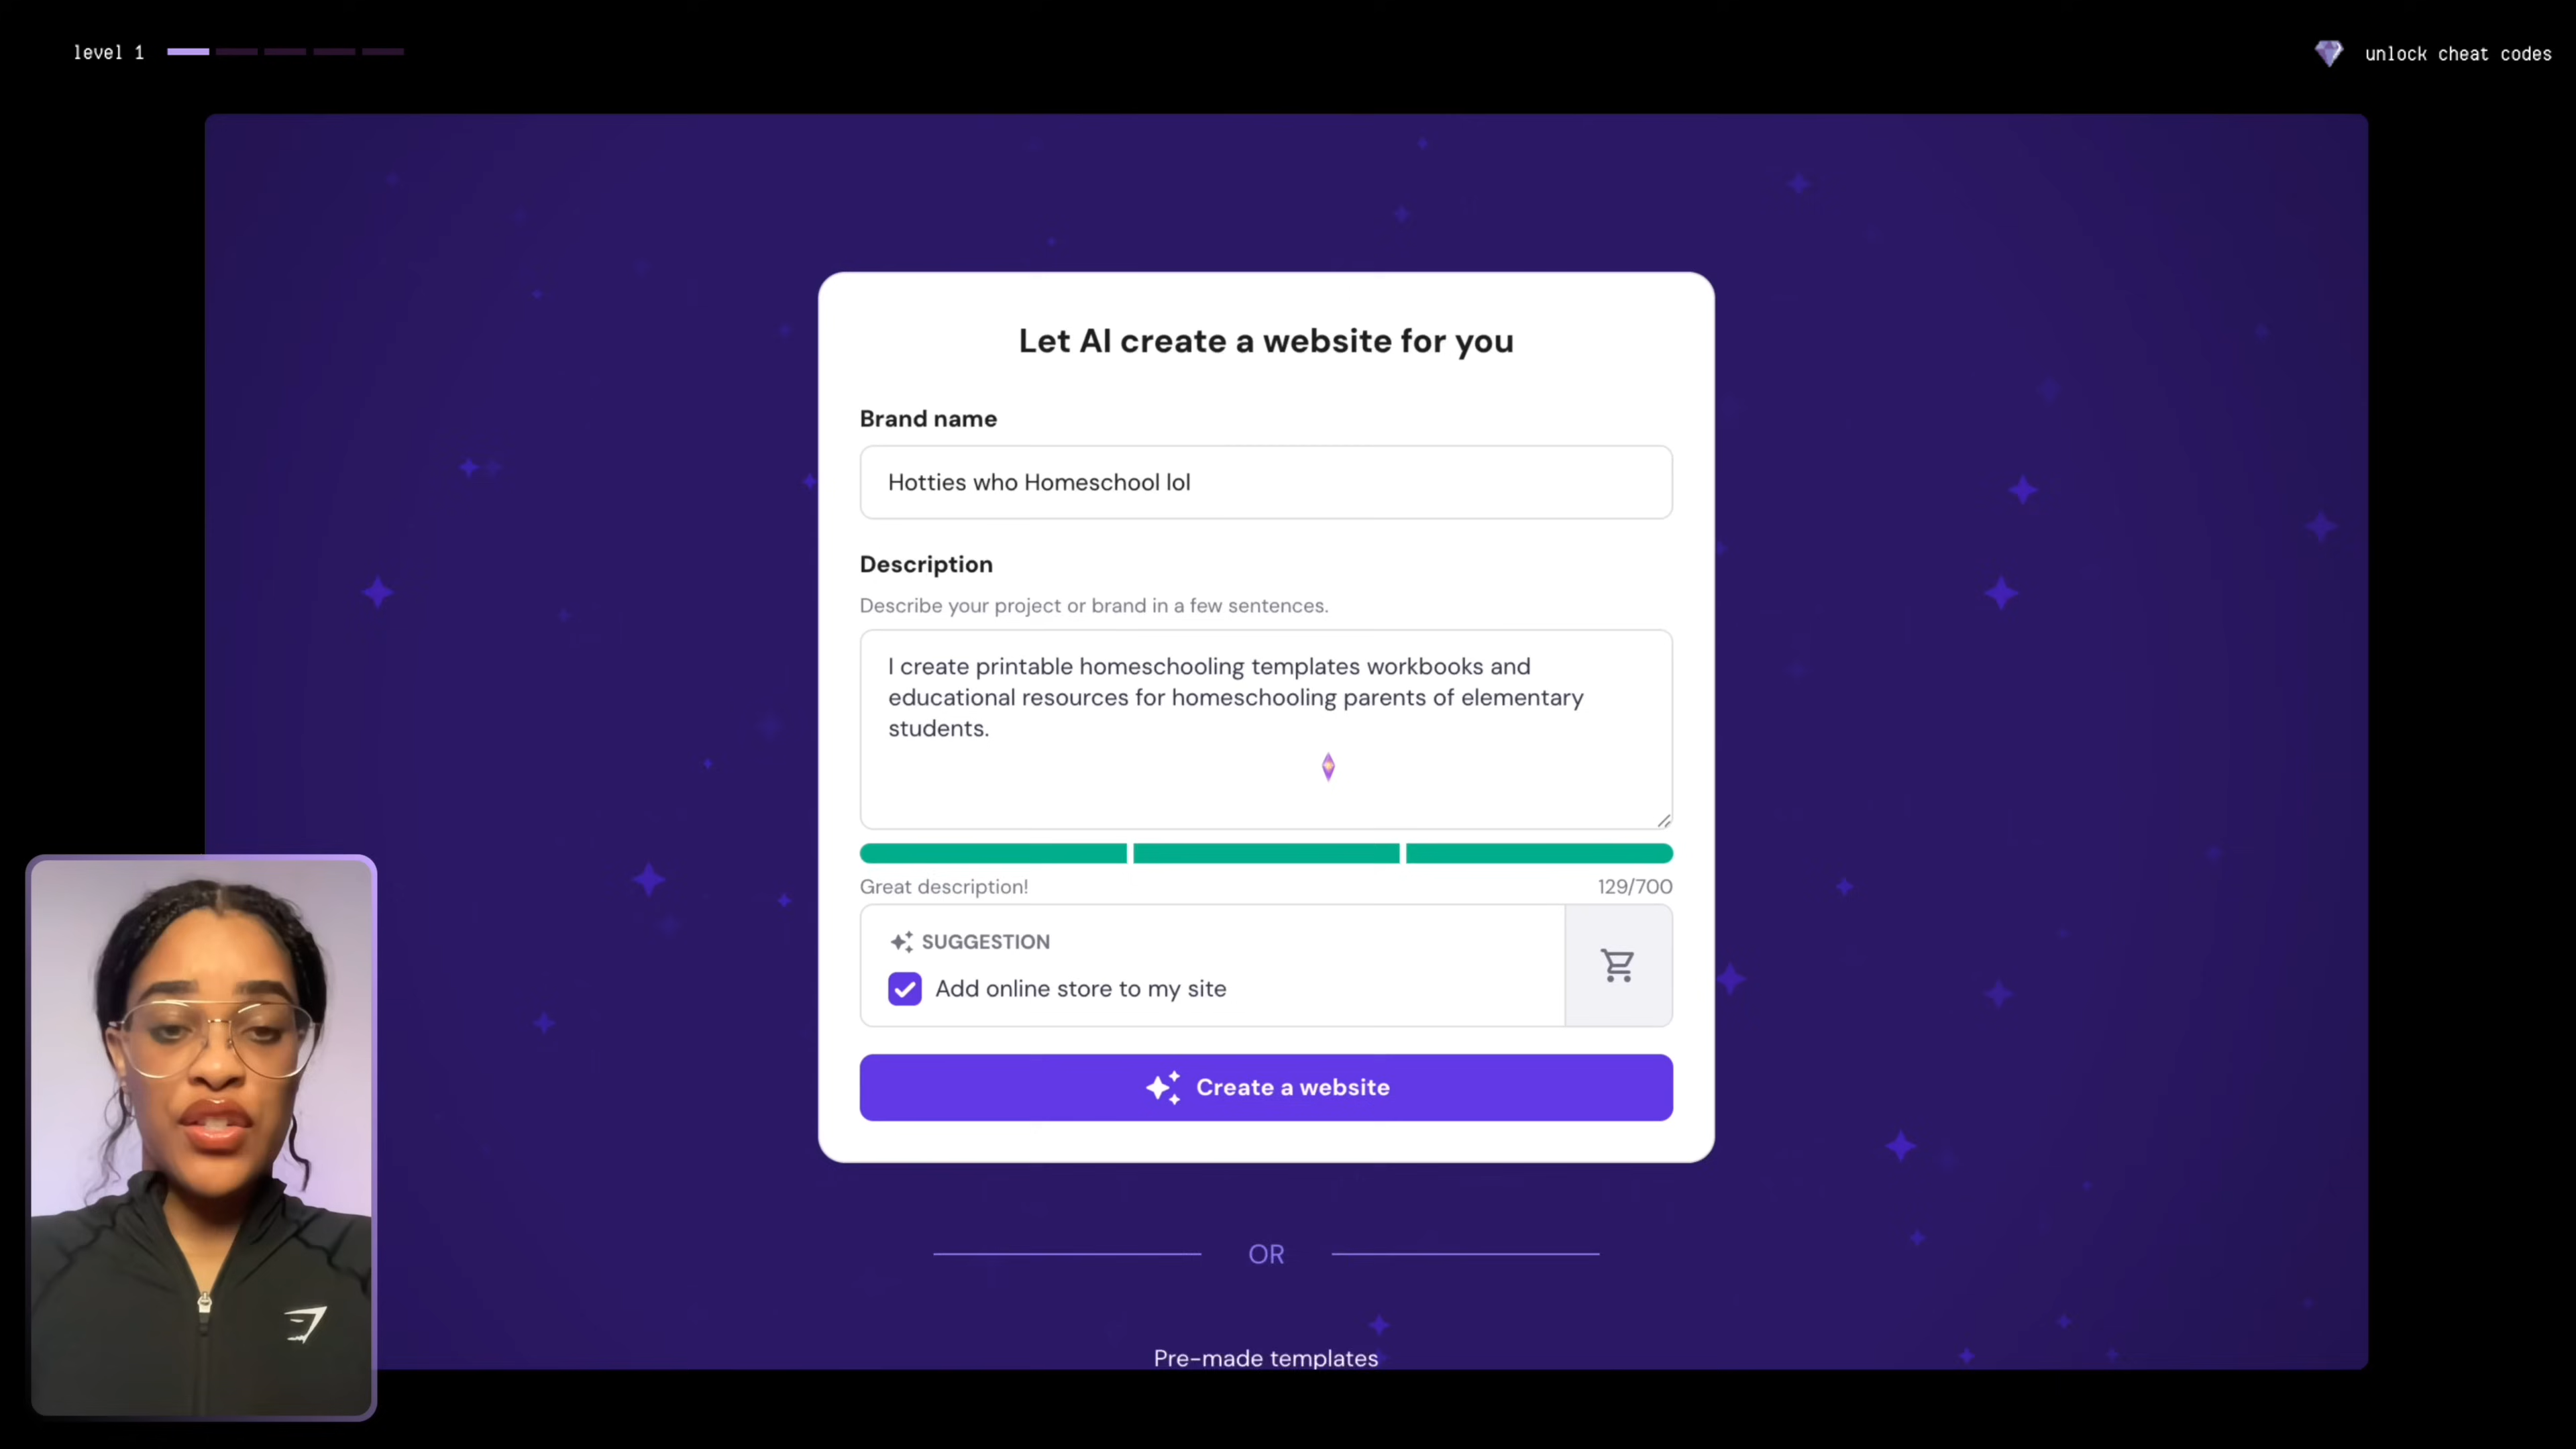 level 1
unlock cheat codes
Let AI create a website for you
Brand name
Hotties who Homeschool lol
Description
Describe your project or brand in a few sentences.
I create printable homeschooling templates workbooks and
educational resources for homeschooling parents of elementary
students.
Great description!
129/700
SUGGESTION
Add online store to my site
Create a website
OR
Pre-made templates